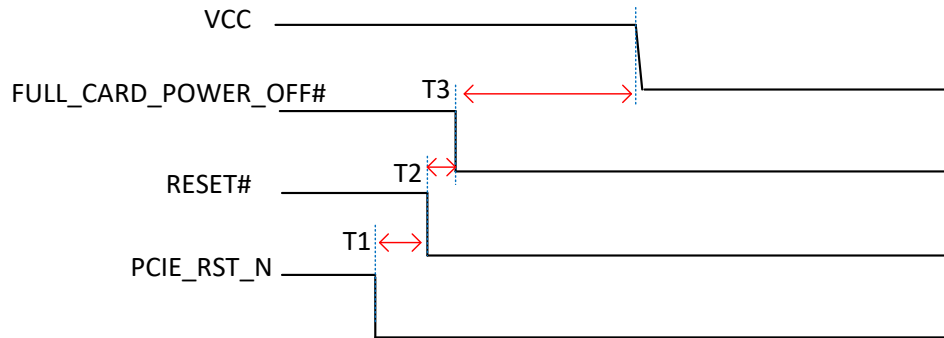 VCC
FULL_CARD_POWER_OFF#
T3
T2
RESET#
T1
PCIE_RST_N